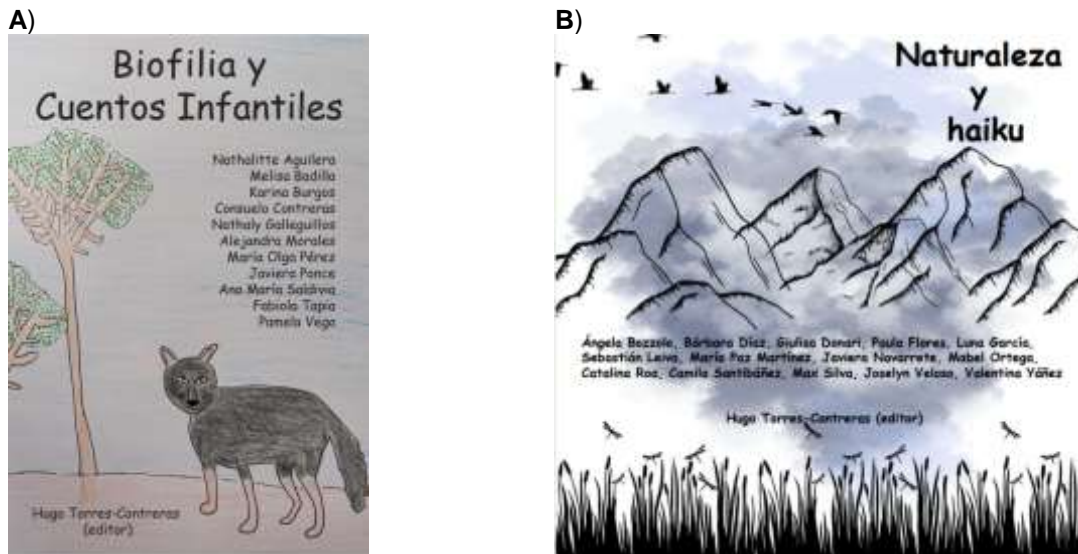 A)
Biofilia y
Cuentos Infantiles
Nathalitte Aguilera
Melisa Badilla
Karina Burgos
Consuelo Contreras
Nathaly Galleguillos
Alejandra Morales
María Olga Pérez
Javiera Ponce
Ana María Saldivia
Fabiola Tapia
Pamela Vega
Hugo Torres-Contreras
(editor)
B)
Naturaleza
y
haiku
Ángela Bozzolo, Bárbara Díaz, Giulisa Donari, Paula Flores, Luna García,
Sebastián Leiva, María Paz Martínez, Javiera Navarrete, Mabel Ortega,
Catalina Roa, Camila Santibáñez, Max Silva, Joselyn Veloso, Valentina Yáñez
Hugo Torres-Contreras (editor)